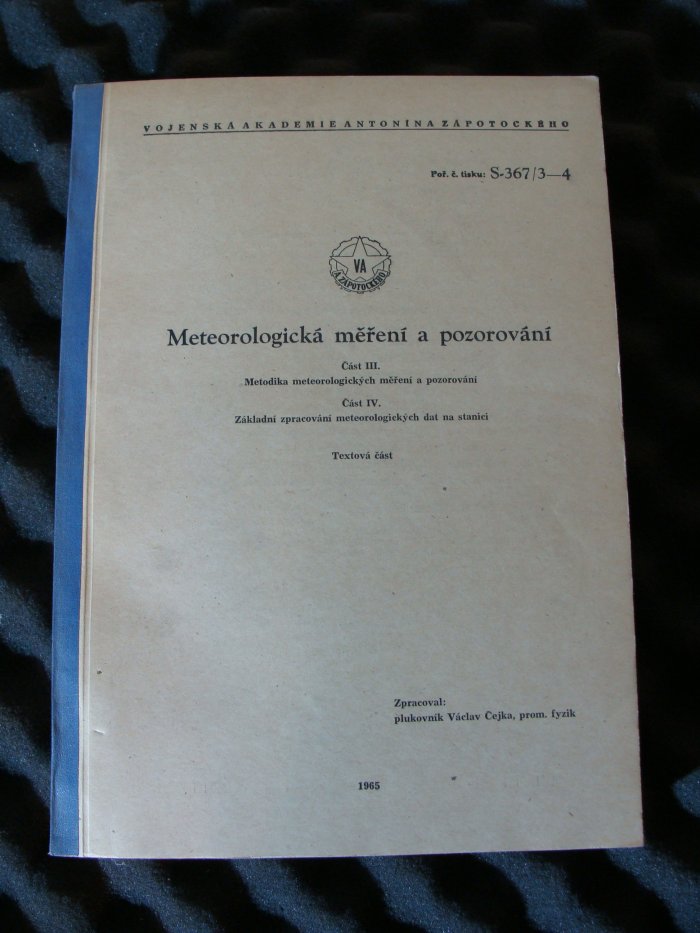 VOJENSKÁ AKADEMIE ANTONÍNA ZÁPOTOCKÉHO
Poř. č. tisku: S-367/3—4
VA
A. ZÁPOTOCKÉHO
Meteorologická měření a pozorování
Část III.
Metodika meteorologických měření a pozorování
Část IV.
Základní zpracování meteorologických dat na stanici
Textová část
Zpracoval:
plukovník Václav Čejka, prom. fyzik
1965